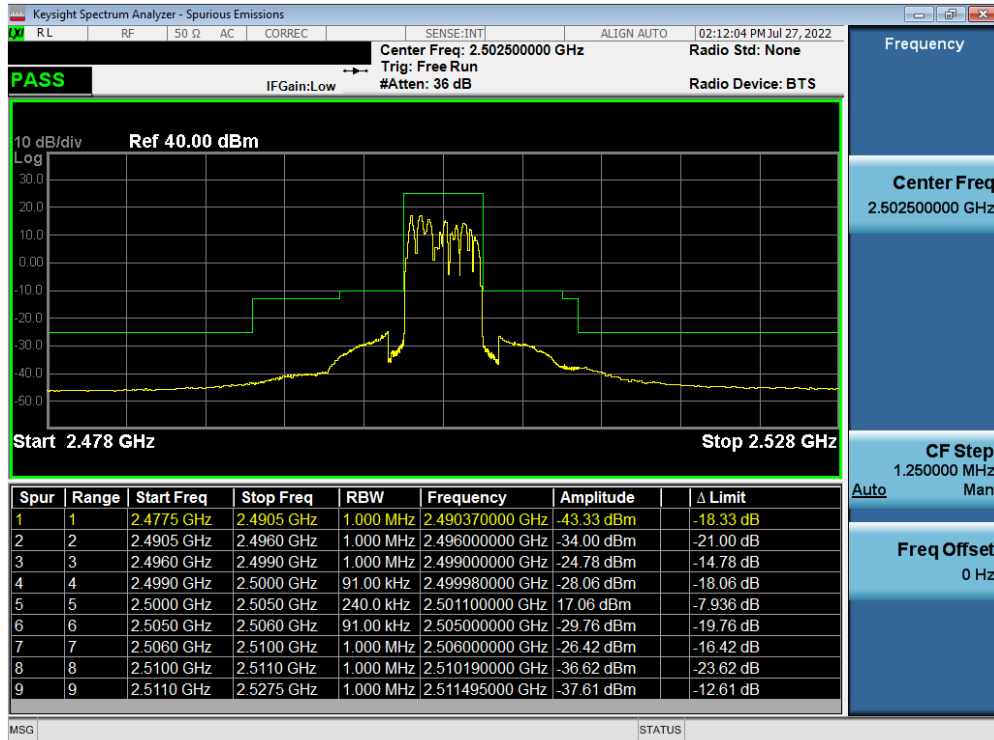 Keysight Spectrum Analyzer - Spurious Emissions
LXI RL RF 50 Ω AC CORREC SENSE:INT ALIGN AUTO 02:12:04 PM Jul 27, 2022
Center Freq: 2.502500000 GHz Radio Std: None
Trig: Free Run
PASS IFGain:Low #Atten: 36 dB Radio Device: BTS
Frequency
10 dB/div Ref 40.00 dBm
Log
30.0
20.0
10.0
0.00
-10.0
-20.0
-30.0
-40.0
-50.0
Start 2.478 GHz Stop 2.528 GHz
Center Freq
2.502500000 GHz
CF Step
1.250000 MHz
Auto Man
Freq Offset
0 Hz
Spur Range Start Freq Stop Freq RBW Frequency Amplitude Δ Limit
1 1 2.4775 GHz 2.4905 GHz 1.000 MHz 2.490370000 GHz -43.33 dBm -18.33 dB
2 2 2.4905 GHz 2.4960 GHz 1.000 MHz 2.496000000 GHz -34.00 dBm -21.00 dB
3 3 2.4960 GHz 2.4990 GHz 1.000 MHz 2.499000000 GHz -24.78 dBm -14.78 dB
4 4 2.4990 GHz 2.5000 GHz 91.00 kHz 2.499980000 GHz -28.06 dBm -18.06 dB
5 5 2.5000 GHz 2.5050 GHz 240.0 kHz 2.501100000 GHz 17.06 dBm -7.936 dB
6 6 2.5050 GHz 2.5060 GHz 91.00 kHz 2.505000000 GHz -29.76 dBm -19.76 dB
7 7 2.5060 GHz 2.5100 GHz 1.000 MHz 2.506000000 GHz -26.42 dBm -16.42 dB
8 8 2.5100 GHz 2.5110 GHz 1.000 MHz 2.510190000 GHz -36.62 dBm -23.62 dB
9 9 2.5110 GHz 2.5275 GHz 1.000 MHz 2.511495000 GHz -37.61 dBm -12.61 dB
MSG STATUS